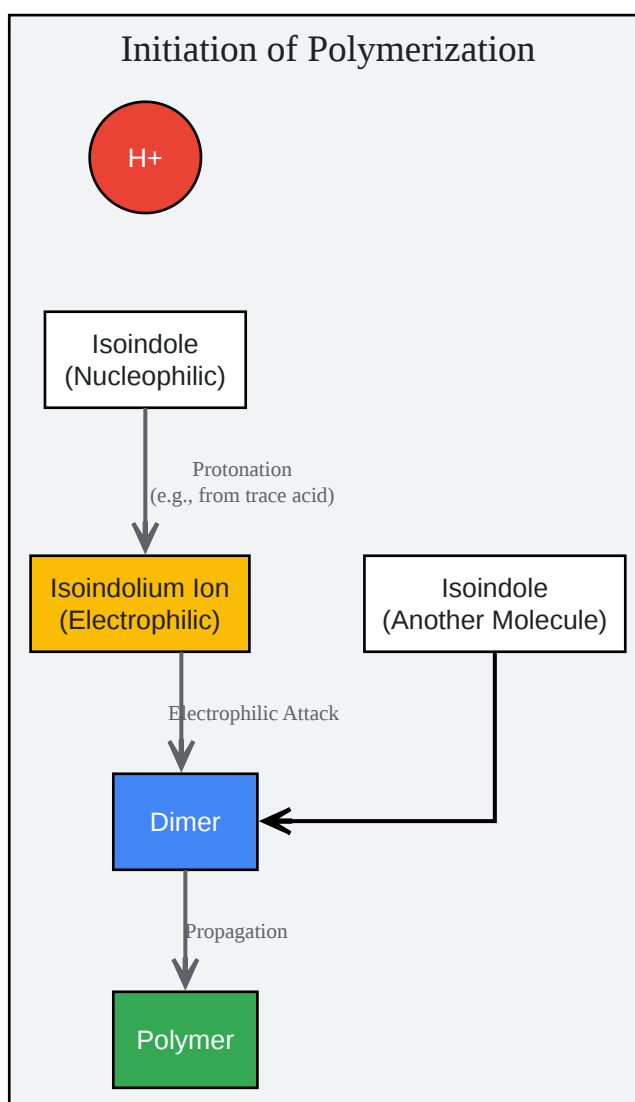 Initiation of Polymerization
H+
Isoindole
(Nucleophilic)
Protonation
(e.g., from trace acid)
Isoindolium Ion
(Electrophilic)
Isoindole
(Another Molecule)
Electrophilic Attack
Dimer
Propagation
Polymer